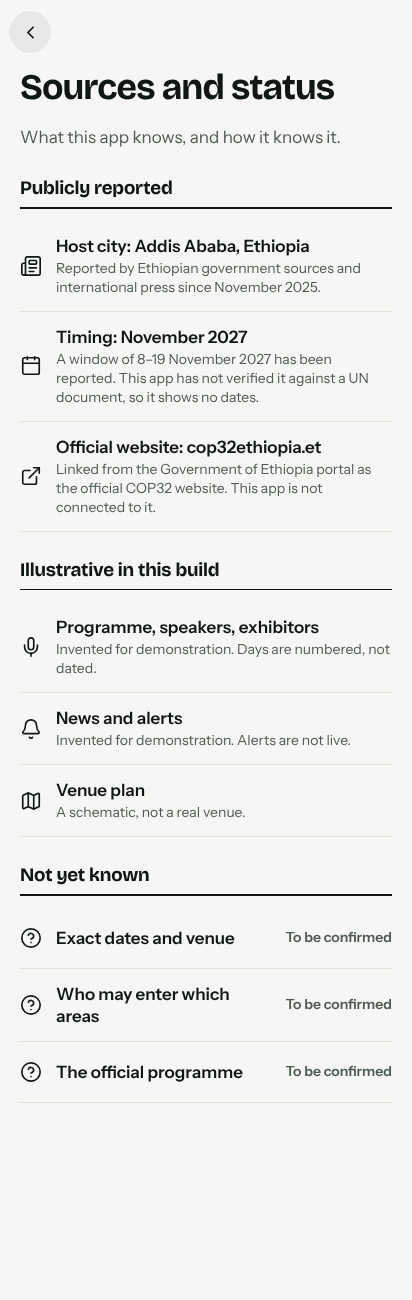 Sources and status
What this app knows, and how it knows it.
Publicly reported
Host city: Addis Ababa, Ethiopia
Reported by Ethiopian government sources and
international press since November 2025.
Timing: November 2027
A window of 8–19 November 2027 has been
reported. This app has not verified it against a UN
document, so it shows no dates.
Official website: cop32ethiopia.et
Linked from the Government of Ethiopia portal as
the official COP32 website. This app is not
connected to it.
Illustrative in this build
Programme, speakers, exhibitors
Invented for demonstration. Days are numbered, not
dated.
News and alerts
Invented for demonstration. Alerts are not live.
Venue plan
A schematic, not a real venue.
Not yet known
Exact dates and venue
To be confirmed
Who may enter which
areas
To be confirmed
The official programme
To be confirmed